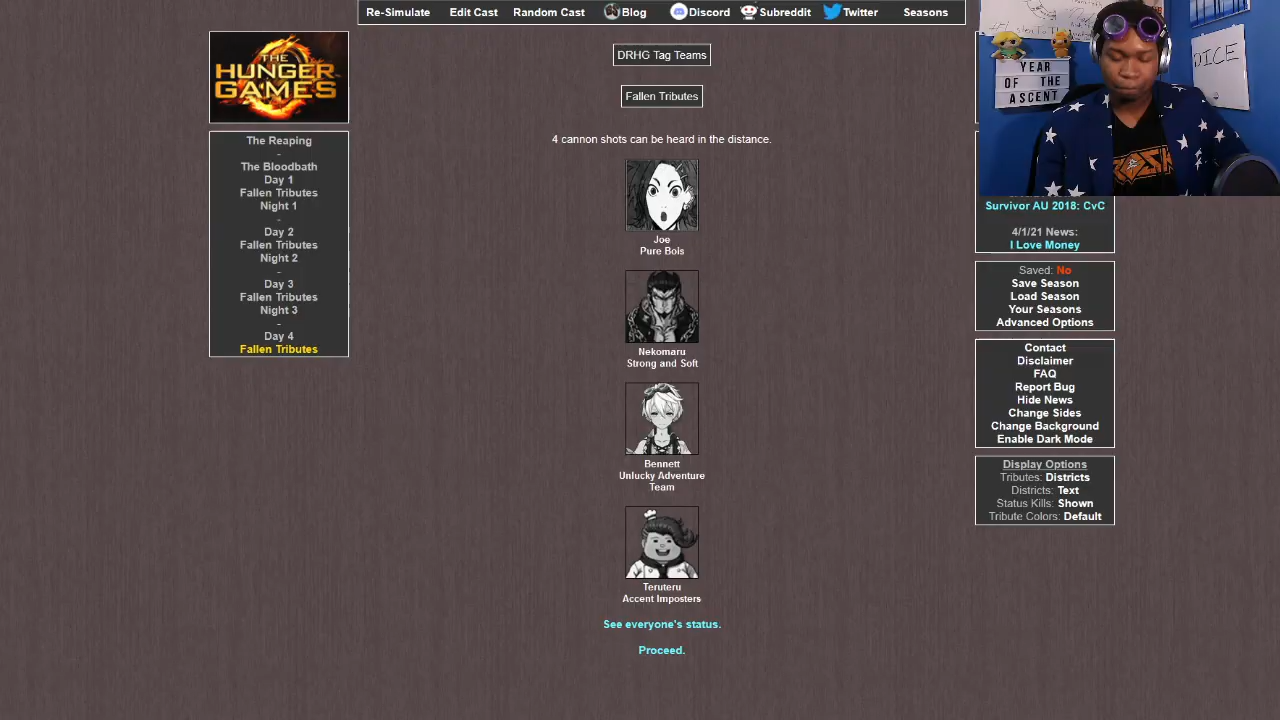 Re-Simulate Edit Cast Random Cast Blog Discord Subreddit Twitter Seasons
THE
HUNGER
GAMES
The Reaping
-
The Bloodbath
Day 1
Fallen Tributes
Night 1
-
Day 2
Fallen Tributes
Night 2
-
Day 3
Fallen Tributes
Night 3
-
Day 4
Fallen Tributes
DRHG Tag Teams
Fallen Tributes
4 cannon shots can be heard in the distance.
Joe
Pure Bois
Nekomaru
Strong and Soft
Bennett
Unlucky Adventure
Team
Teruteru
Accent Imposters
See everyone's status.
Proceed.
YEAR
OF THE
ASCENT
DICE
Survivor AU 2018: CvC
4/1/21 News:
I Love Money
Saved: No
Save Season
Load Season
Your Seasons
Advanced Options
Contact
Disclaimer
FAQ
Report Bug
Hide News
Change Sides
Change Background
Enable Dark Mode
Display Options
Tributes: Districts
Districts: Text
Status Kills: Shown
Tribute Colors: Default